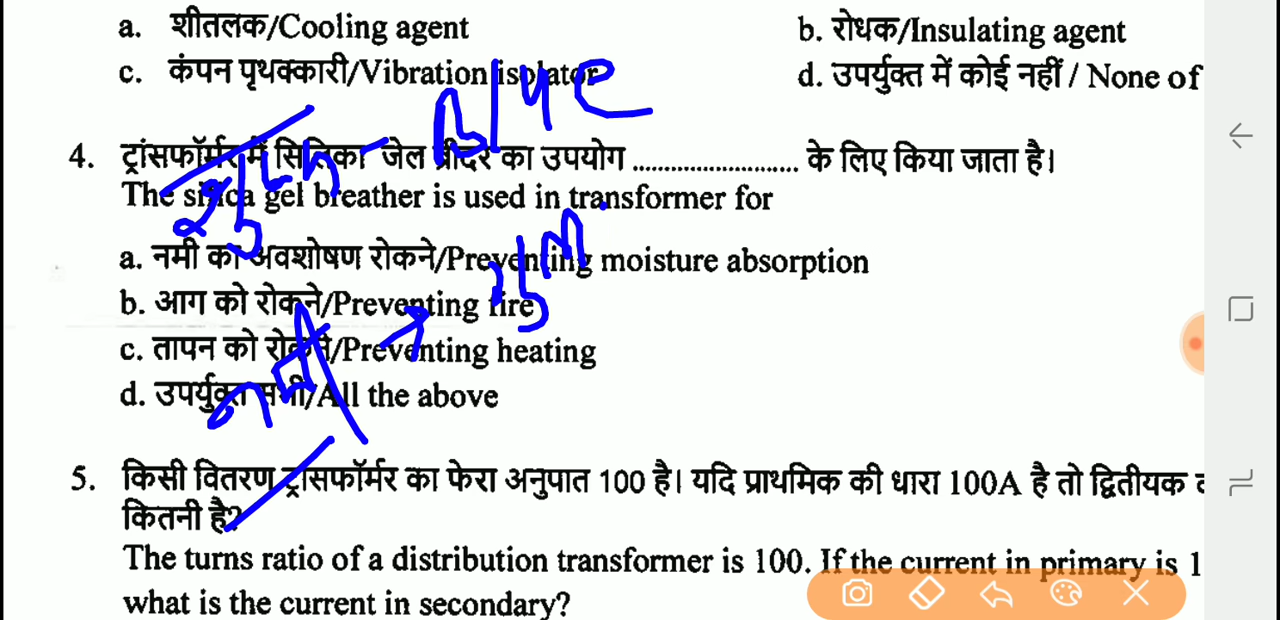 a. शीतलक/Cooling agent
b. रोधक/Insulating agent
c. कंपन पृथक्कारी/Vibration isolator
d. उपर्युक्त में कोई नहीं / None of
Blue
4. ट्रांसफॉर्मर में सिलिका जेल ब्रीदर का उपयोग .......................... के लिए किया जाता है।
The silica gel breather is used in transformer for
a. नमी का अवशोषण रोकने/Preventing moisture absorption
b. आग को रोकने/Preventing fire
c. तापन को रोकने/Preventing heating
d. उपर्युक्त सभी/All the above
नमी →
5. किसी वितरण ट्रांसफॉर्मर का फेरा अनुपात 100 है। यदि प्राथमिक की धारा 100A है तो द्वितीयक
कितनी है?
The turns ratio of a distribution transformer is 100. If the current in primary is 1
what is the current in secondary?